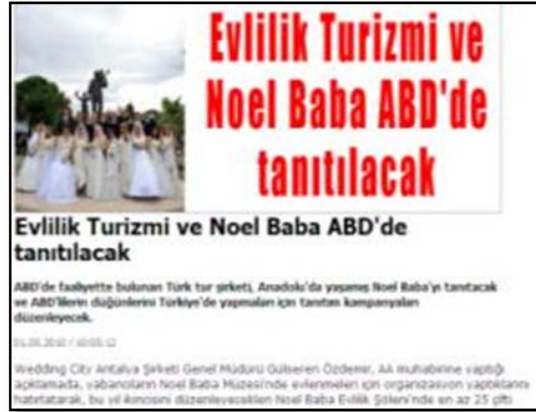 Evlilik Turizmi ve
Noel Baba ABD'de
tanıtılacak
Evlilik Turizmi ve Noel Baba ABD'de
tanıtılacak
ABD'de faaliyette bulunan Türk tur şirketi, Anadolu'da yaşamış Noel Baba'yı tanıtacak
ve ABD'lilerin düğünlerini Türkiye'de yapmaları için tanıtım kampanyaları
düzenleyecek.
Wedding City Antalya Şirketi Genel Müdürü Gülseren Özdemir, AA muhabirine yaptığı
açıklamada, yabancıların Noel Baba Müzesi'nde evlenmeleri için organizasyon yaptıklarını
hatırlatarak, bu yıl ikincisini düzenleyecekleri Noel Baba Evlilik Şöleni'nde en az 25 çifti